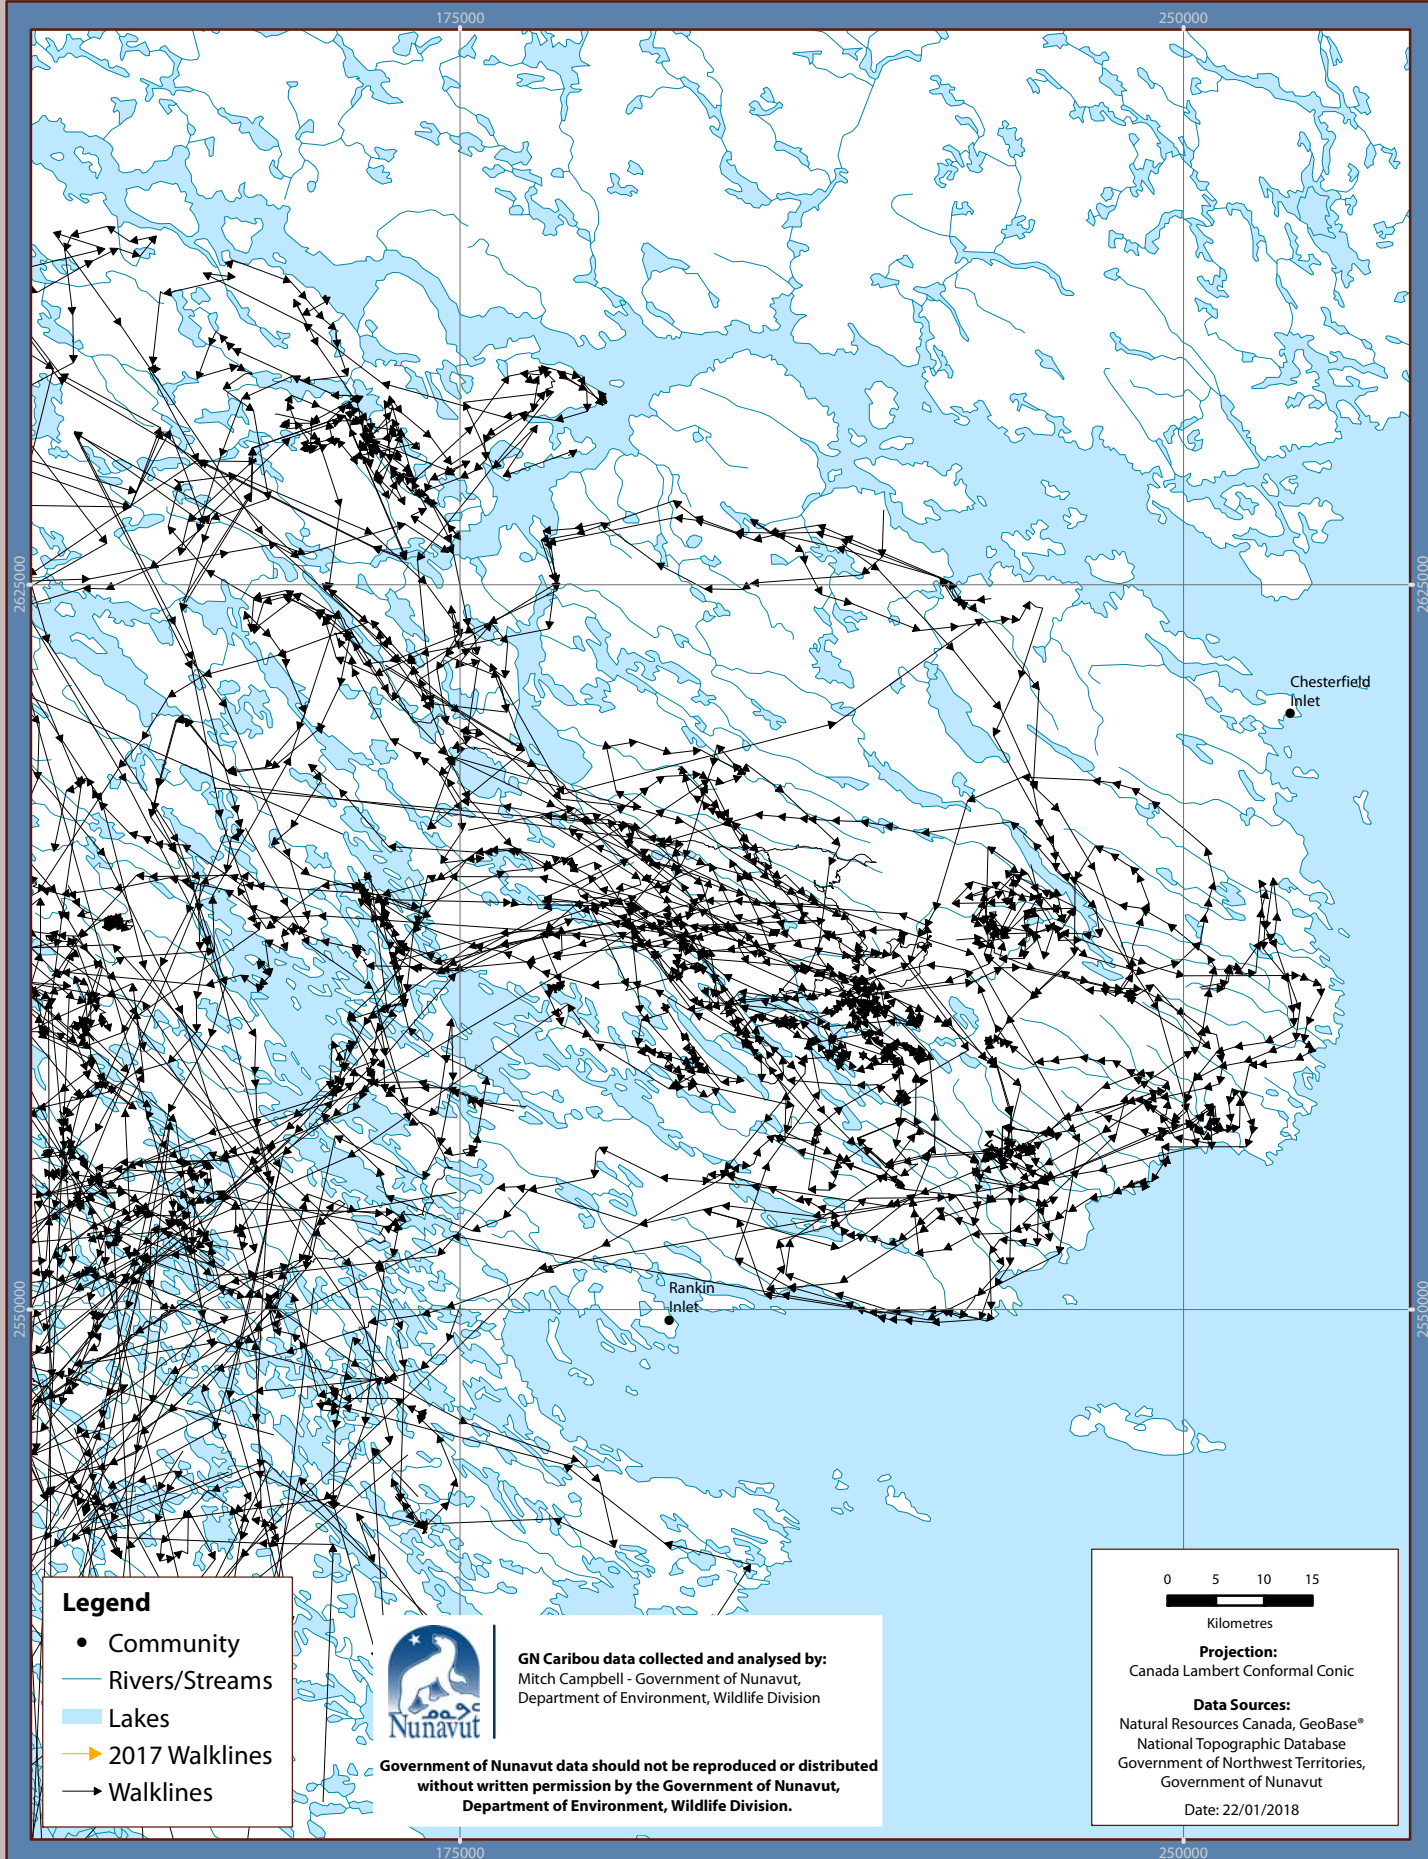 175000
250000
2625000
2625000
Chesterfield
Inlet
Rankin
Inlet
2550000
2550000
Legend
Community
Rivers/Streams
Lakes
2017 Walklines
Walklines
Nunavut
ᓄᓇᕗᑦ
GN Caribou data collected and analysed by:
Mitch Campbell - Government of Nunavut,
Department of Environment, Wildlife Division
Government of Nunavut data should not be reproduced or distributed
without written permission by the Government of Nunavut,
Department of Environment, Wildlife Division.
0 5 10 15
Kilometres
Projection:
Canada Lambert Conformal Conic
Data Sources:
Natural Resources Canada, GeoBase®
National Topographic Database
Government of Northwest Territories,
Government of Nunavut
Date: 22/01/2018
175000
250000